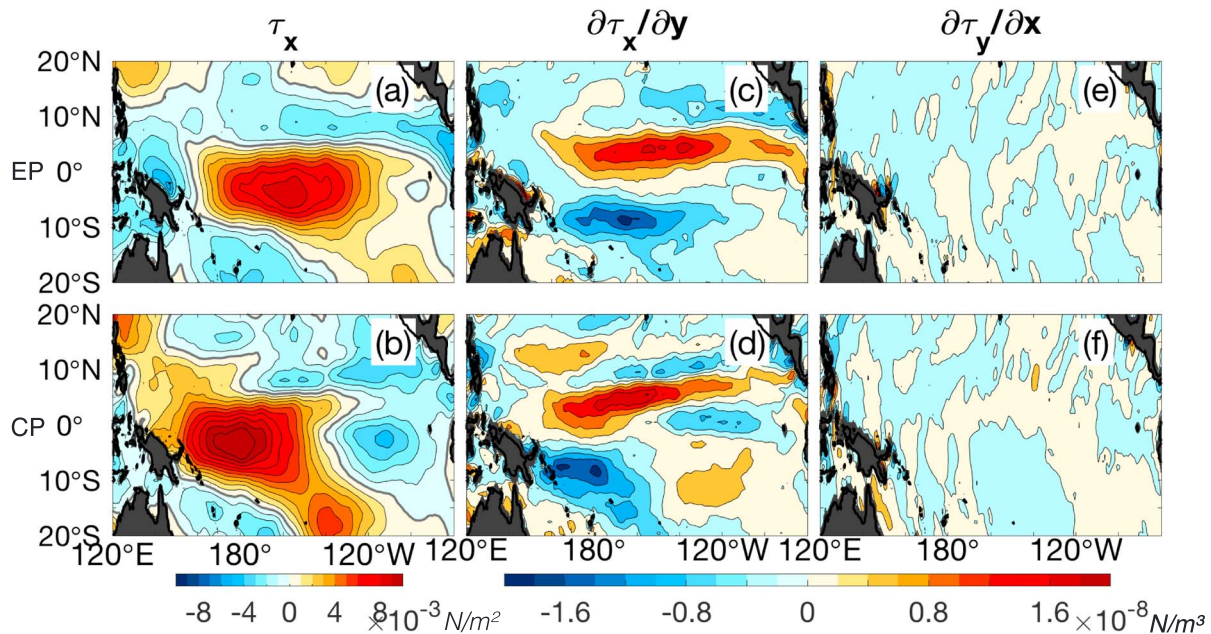 τx ∂τx/∂y ∂τy/∂x
20°N (a) (c) (e)
10°N
EP 0°
10°S
20°S
20°N (b) (d) (f)
10°N
CP 0°
10°S
20°S
120°E 180° 120°W 120°E 180° 120°W 120°E 180° 120°W
-8 -4 0 4 8 ×10-3 N/m² -1.6 -0.8 0 0.8 1.6 ×10-8 N/m³